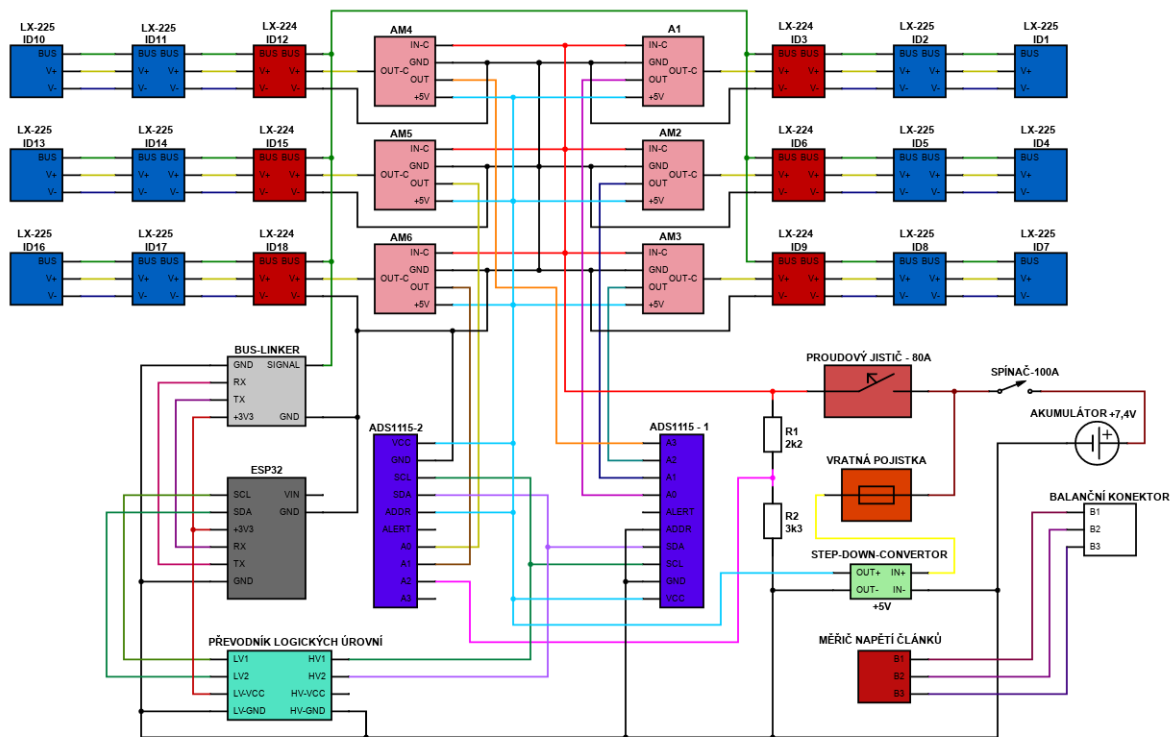 LX-225
ID10
BUS
V+
V-
LX-225
ID11
BUS BUS
V+ V+
V- V-
LX-224
ID12
BUS BUS
V+ V+
V- V-
AM4
IN-C
GND
OUT-C
OUT
+5V
A1
IN-C
GND
OUT-C
OUT
+5V
LX-224
ID3
BUS BUS
V+ V+
V- V-
LX-225
ID2
BUS BUS
V+ V+
V- V-
LX-225
ID1
BUS
V+
V-
LX-225
ID13
BUS
V+
V-
LX-225
ID14
BUS BUS
V+ V+
V- V-
LX-224
ID15
BUS BUS
V+ V+
V- V-
AM5
IN-C
GND
OUT-C
OUT
+5V
AM2
IN-C
GND
OUT-C
OUT
+5V
LX-224
ID6
BUS BUS
V+ V+
V- V-
LX-225
ID5
BUS BUS
V+ V+
V- V-
LX-225
ID4
BUS
V+
V-
LX-225
ID16
BUS
V+
V-
LX-225
ID17
BUS BUS
V+ V+
V- V-
LX-224
ID18
BUS BUS
V+ V+
V- V-
AM6
IN-C
GND
OUT-C
OUT
+5V
AM3
IN-C
GND
OUT-C
OUT
+5V
LX-224
ID9
BUS BUS
V+ V+
V- V-
LX-225
ID8
BUS BUS
V+ V+
V- V-
LX-225
ID7
BUS
V+
V-
BUS-LINKER
GND SIGNAL
RX
TX
+3V3 GND
PROUDOVÝ JISTIČ - 80A
SPÍNAČ-100A
AKUMULÁTOR +7,4V
ADS1115-2
VCC
GND
SCL
SDA
ADDR
ALERT
A0
A1
A2
A3
ADS1115 - 1
A3
A2
A1
A0
ALERT
ADDR
SDA
SCL
GND
VCC
R1
2k2
R2
3k3
VRATNÁ POJISTKA
ESP32
SCL VIN
SDA GND
+3V3
RX
TX
GND
BALANČNÍ KONEKTOR
B1
B2
B3
STEP-DOWN-CONVERTOR
OUT+ IN+
OUT- IN-
+5V
PŘEVODNÍK LOGICKÝCH ÚROVNÍ
LV1 HV1
LV2 HV2
LV-VCC HV-VCC
LV-GND HV-GND
MĚŘIČ NAPĚTÍ ČLÁNKŮ
B1
B2
B3